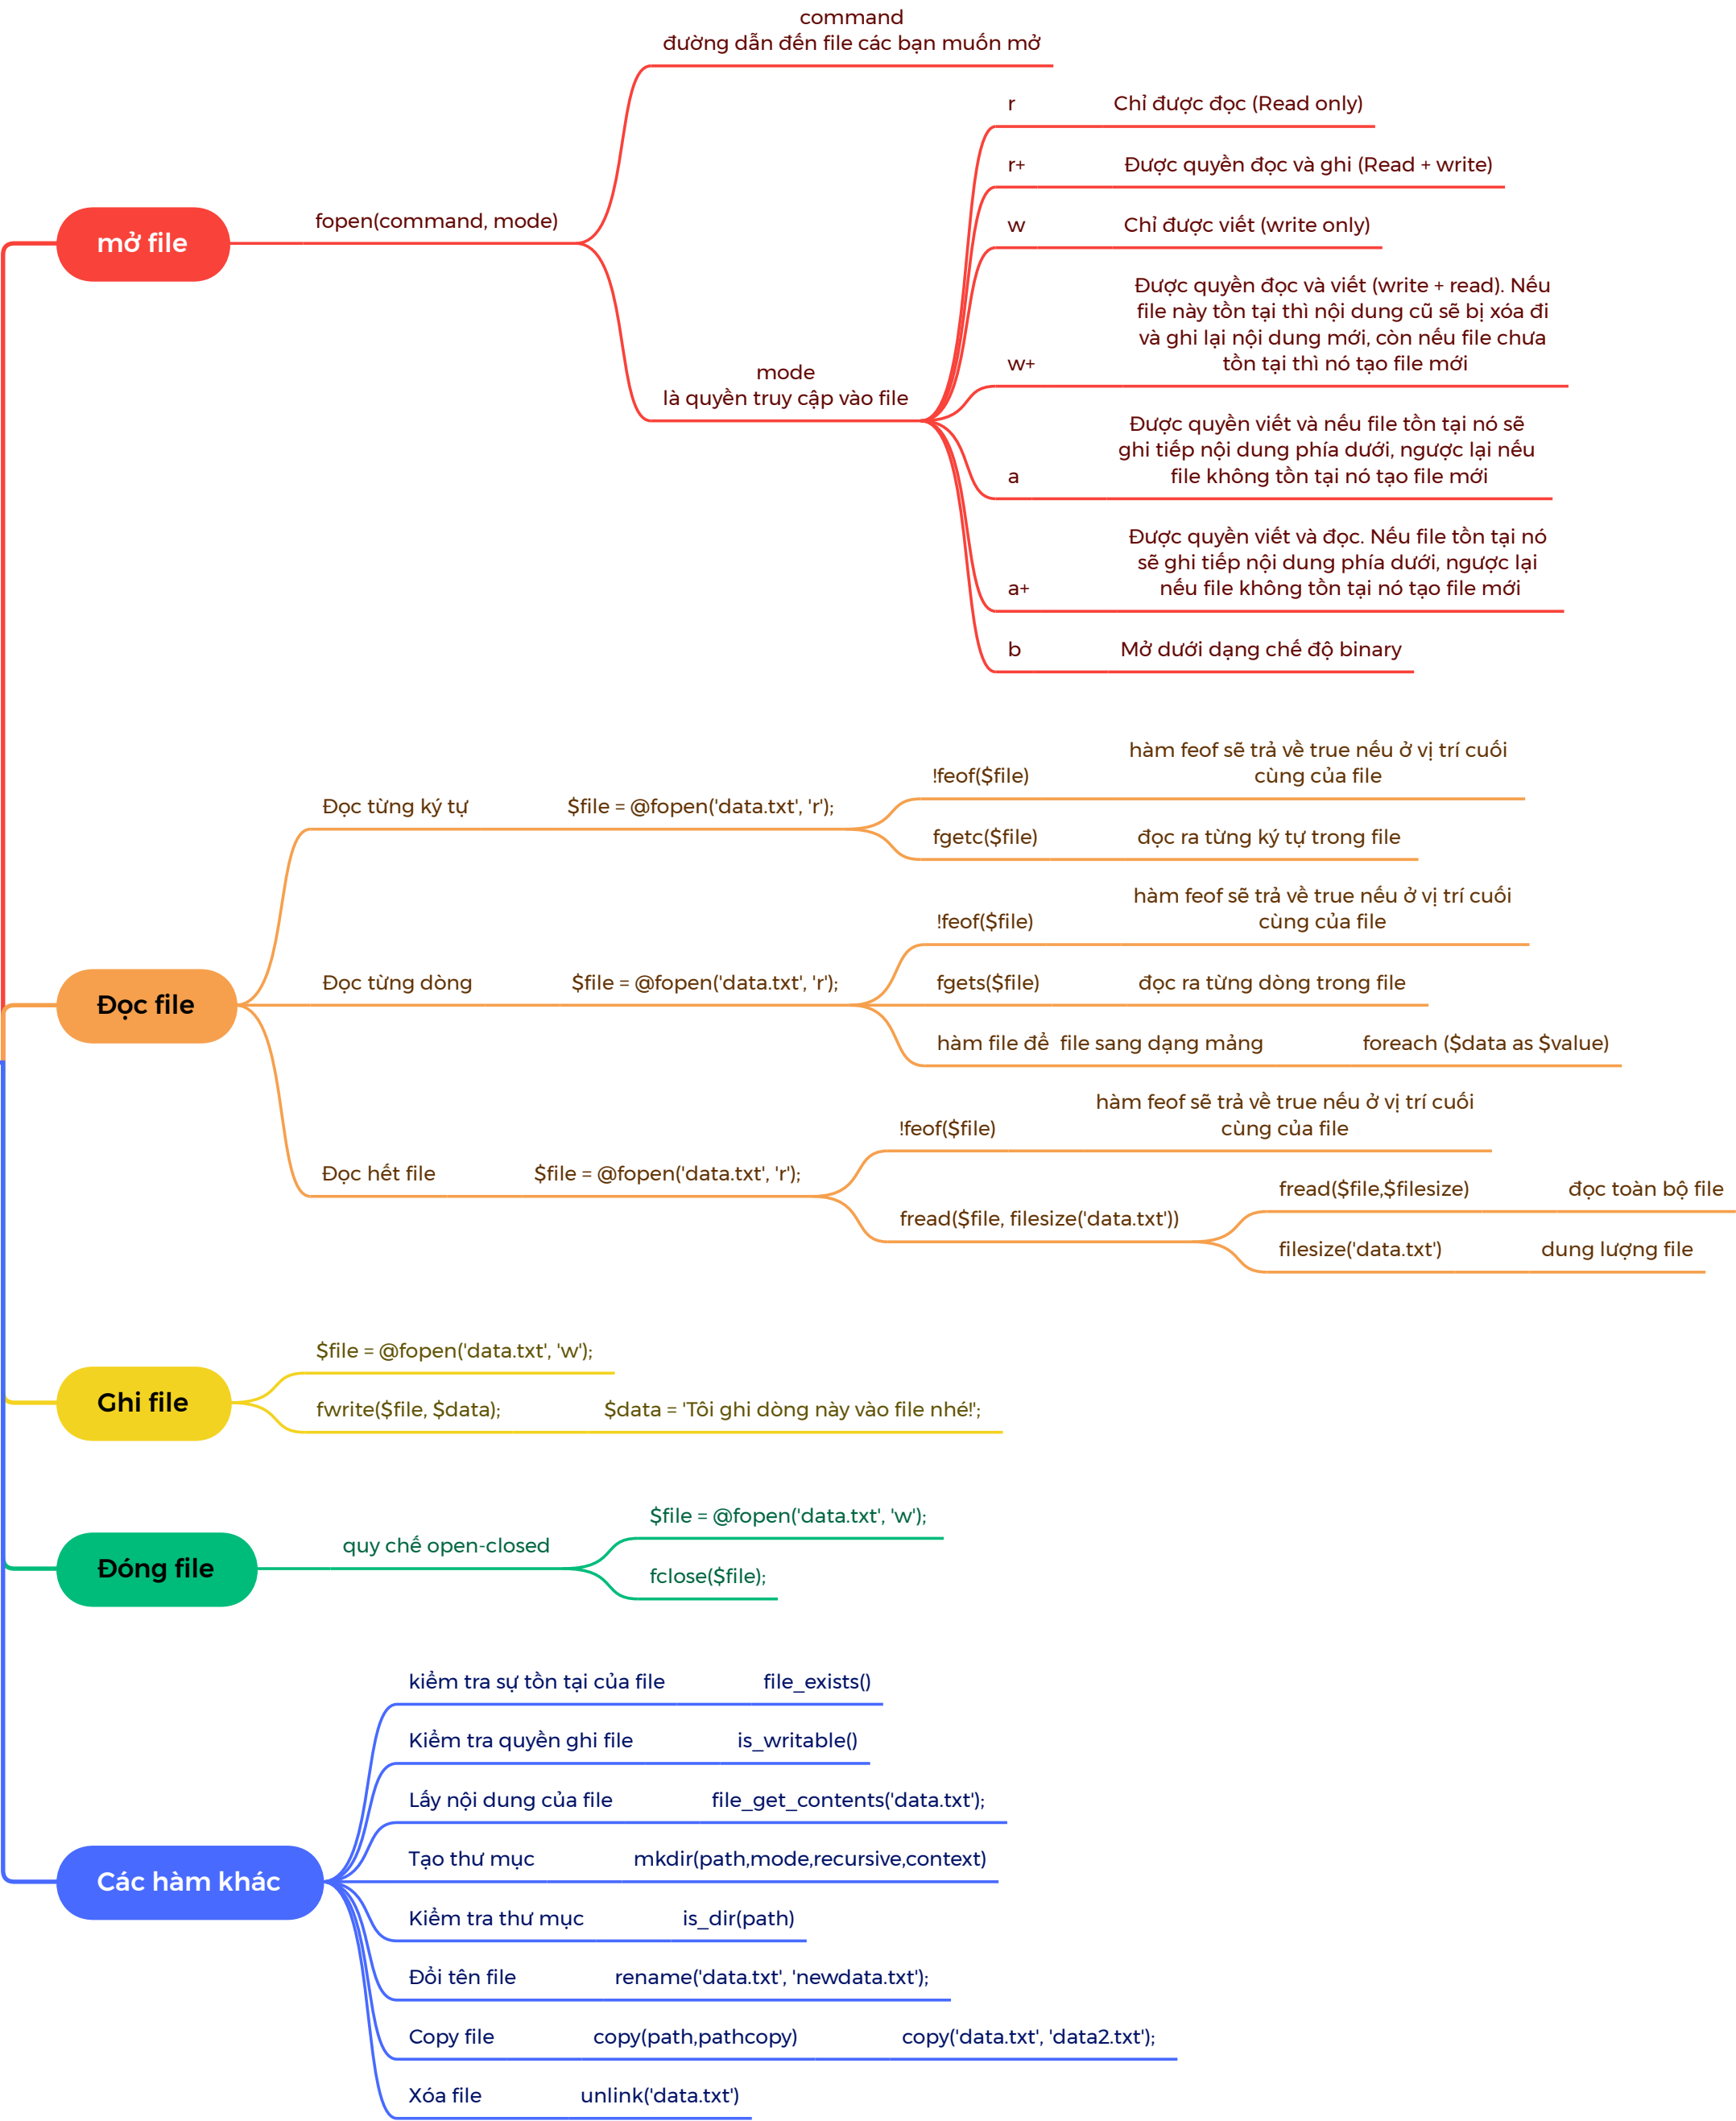 command
đường dẫn đến file các bạn muốn mở
r
Chỉ được đọc (Read only)
r+
Được quyền đọc và ghi (Read + write)
mở file
fopen(command, mode)
w
Chỉ được viết (write only)
Được quyền đọc và viết (write + read). Nếu
file này tồn tại thì nội dung cũ sẽ bị xóa đi
và ghi lại nội dung mới, còn nếu file chưa
tồn tại thì nó tạo file mới
w+
mode
là quyền truy cập vào file
Được quyền viết và nếu file tồn tại nó sẽ
ghi tiếp nội dung phía dưới, ngược lại nếu
file không tồn tại nó tạo file mới
a
Được quyền viết và đọc. Nếu file tồn tại nó
sẽ ghi tiếp nội dung phía dưới, ngược lại
nếu file không tồn tại nó tạo file mới
a+
b
Mở dưới dạng chế độ binary
Đọc file
Đọc từng ký tự
$file = @fopen('data.txt', 'r');
!feof($file)
hàm feof sẽ trả về true nếu ở vị trí cuối
cùng của file
fgetc($file)
đọc ra từng ký tự trong file
Đọc từng dòng
$file = @fopen('data.txt', 'r');
!feof($file)
hàm feof sẽ trả về true nếu ở vị trí cuối
cùng của file
fgets($file)
đọc ra từng dòng trong file
hàm file để  file sang dạng mảng
foreach ($data as $value)
Đọc hết file
$file = @fopen('data.txt', 'r');
!feof($file)
hàm feof sẽ trả về true nếu ở vị trí cuối
cùng của file
fread($file, filesize('data.txt'))
fread($file,$filesize)
đọc toàn bộ file
filesize('data.txt')
dung lượng file
Ghi file
$file = @fopen('data.txt', 'w');
fwrite($file, $data);
$data = 'Tôi ghi dòng này vào file nhé!';
Đóng file
quy chế open-closed
$file = @fopen('data.txt', 'w');
fclose($file);
Các hàm khác
kiểm tra sự tồn tại của file
file_exists()
Kiểm tra quyền ghi file
is_writable()
Lấy nội dung của file
file_get_contents('data.txt');
Tạo thư mục
mkdir(path,mode,recursive,context)
Kiểm tra thư mục
is_dir(path)
Đổi tên file
rename('data.txt', 'newdata.txt');
Copy file
copy(path,pathcopy)
copy('data.txt', 'data2.txt');
Xóa file
unlink('data.txt')